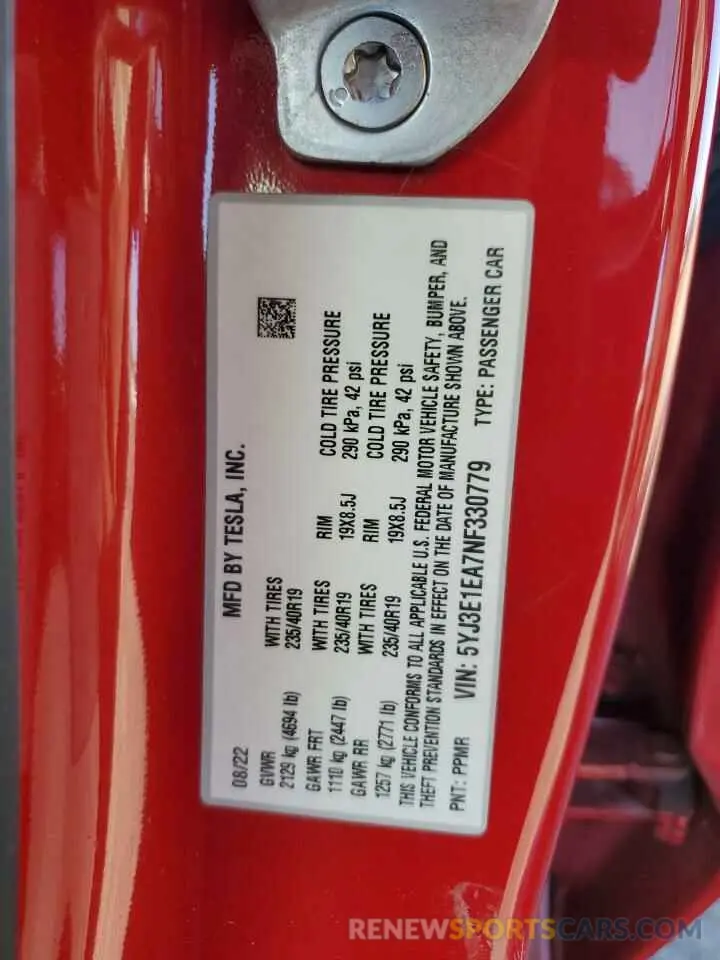 MFD BY TESLA, INC.
08/22
GVWR WITH TIRES
2129 kg (4694 lb) 235/40R19
GAWR FRT WITH TIRES RIM COLD TIRE PRESSURE
1110 kg (2447 lb) 235/40R19 19X8.5J 290 kPa, 42 psi
GAWR RR WITH TIRES RIM COLD TIRE PRESSURE
1257 kg (2771 lb) 235/40R19 19X8.5J 290 kPa, 42 psi
THIS VEHICLE CONFORMS TO ALL APPLICABLE U.S. FEDERAL MOTOR VEHICLE SAFETY, BUMPER, AND
THEFT PREVENTION STANDARDS IN EFFECT ON THE DATE OF MANUFACTURE SHOWN ABOVE.
PNT: PPMR VIN: 5YJ3E1EA7NF330779 TYPE: PASSENGER CAR
RENEWSPORTSCARS.COM